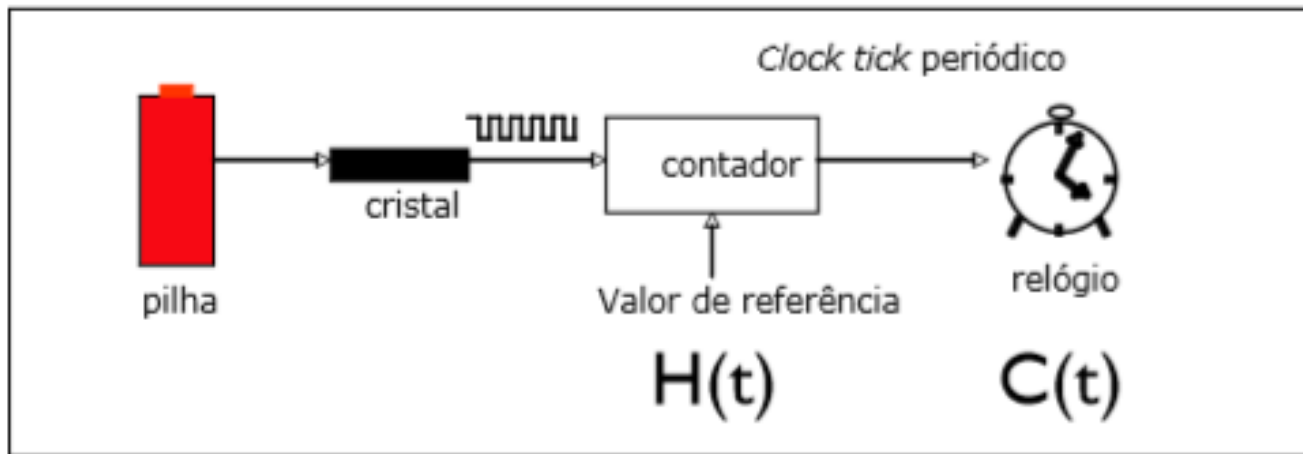 Clock tick periódico
contador
cristal
pilha
Valor de referência
relógio
H(t)
C(t)